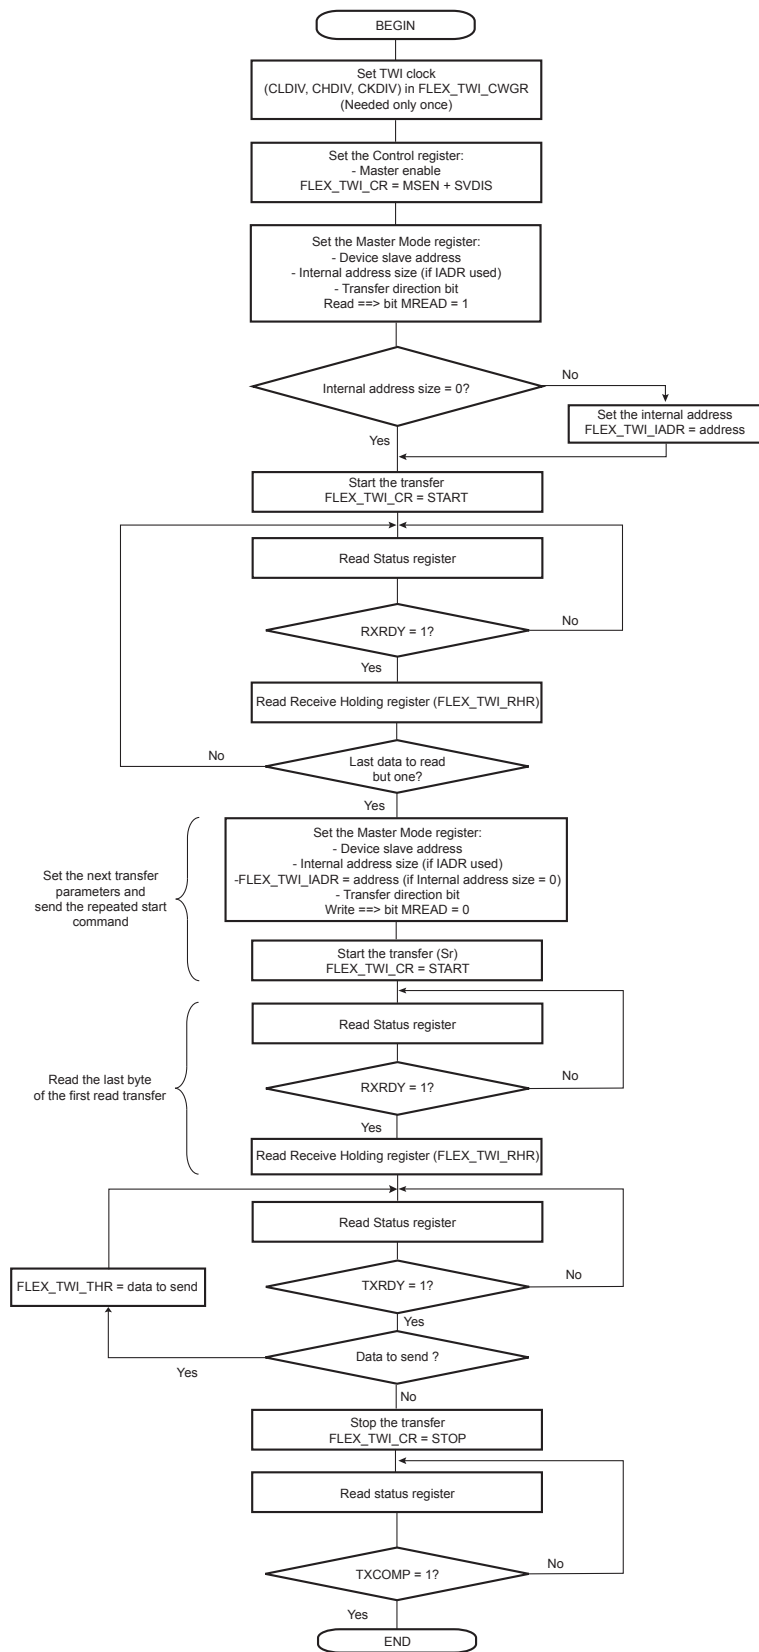 BEGIN
Set TWI clock
(CLDIV, CHDIV, CKDIV) in FLEX_TWI_CWGR
(Needed only once)
Set the Control register:
- Master enable
FLEX_TWI_CR = MSEN + SVDIS
Set the Master Mode register:
- Device slave address
- Internal address size (if IADR used)
- Transfer direction bit
Read ==> bit MREAD = 1
Internal address size = 0?
No
Set the internal address
FLEX_TWI_IADR = address
Yes
Start the transfer
FLEX_TWI_CR = START
Read Status register
RXRDY = 1?
No
Yes
Read Receive Holding register (FLEX_TWI_RHR)
No
Last data to read
but one?
Yes
Set the next transfer
parameters and
send the repeated start
command
Set the Master Mode register:
- Device slave address
- Internal address size (if IADR used)
-FLEX_TWI_IADR = address (if Internal address size = 0)
- Transfer direction bit
Write ==> bit MREAD = 0
Start the transfer (Sr)
FLEX_TWI_CR = START
Read the last byte
of the first read transfer
Read Status register
RXRDY = 1?
No
Yes
Read Receive Holding register (FLEX_TWI_RHR)
Read Status register
FLEX_TWI_THR = data to send
TXRDY = 1?
No
Yes
Data to send ?
Yes
No
Stop the transfer
FLEX_TWI_CR = STOP
Read status register
TXCOMP = 1?
No
Yes
END